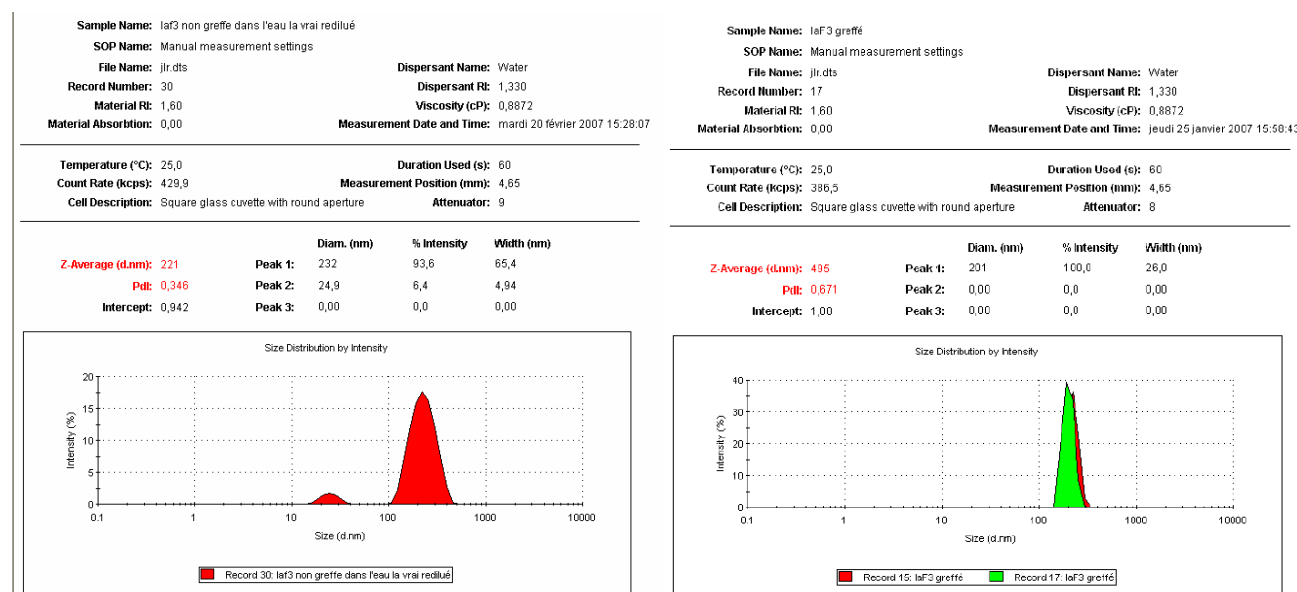 Sample Name: laf3 non greffe dans l'eau la vrai redilué
SOP Name: Manual measurement settings
File Name: jlr.dts Dispersant Name: Water
Record Number: 30 Dispersant RI: 1,330
Material RI: 1,60 Viscosity (cP): 0,8872
Material Absorbtion: 0,00 Measurement Date and Time: mardi 20 février 2007 15:28:07
Temperature (°C): 25,0 Duration Used (s): 60
Count Rate (kcps): 429,9 Measurement Position (mm): 4,65
Cell Description: Square glass cuvette with round aperture Attenuator: 9
Diam. (nm) % Intensity Width (nm)
Z-Average (d.nm): 221 Peak 1: 232 93,6 65,4
PdI: 0,346 Peak 2: 24,9 6,4 4,94
Intercept: 0,942 Peak 3: 0,00 0,0 0,00
Size Distribution by Intensity
20
15
10
5
0
Intensity (%)
0.1 1 10 100 1000 10000
Size (d.nm)
Record 30: laf3 non greffe dans l'eau la vrai redilué
Sample Name: laF3 greffé
SOP Name: Manual measurement settings
File Name: jlr.dts Dispersant Name: Water
Record Number: 17 Dispersant RI: 1,330
Material RI: 1,60 Viscosity (cP): 0,8872
Material Absorbtion: 0,00 Measurement Date and Time: jeudi 25 janvier 2007 15:50:43
Temperature (°C): 25,0 Duration Used (s): 60
Count Rate (kcps): 386,5 Measurement Position (mm): 4,65
Cell Description: Square glass cuvette with round aperture Attenuator: 8
Diam. (nm) % Intensity Width (nm)
Z-Average (d.nm): 495 Peak 1: 201 100,0 26,0
PdI: 0,671 Peak 2: 0,00 0,0 0,00
Intercept: 1,00 Peak 3: 0,00 0,0 0,00
Size Distribution by Intensity
40
30
20
10
0
Intensity (%)
0.1 1 10 100 1000 10000
Size (d.nm)
Record 15: laF3 greffé Record 17: laF3 greffé